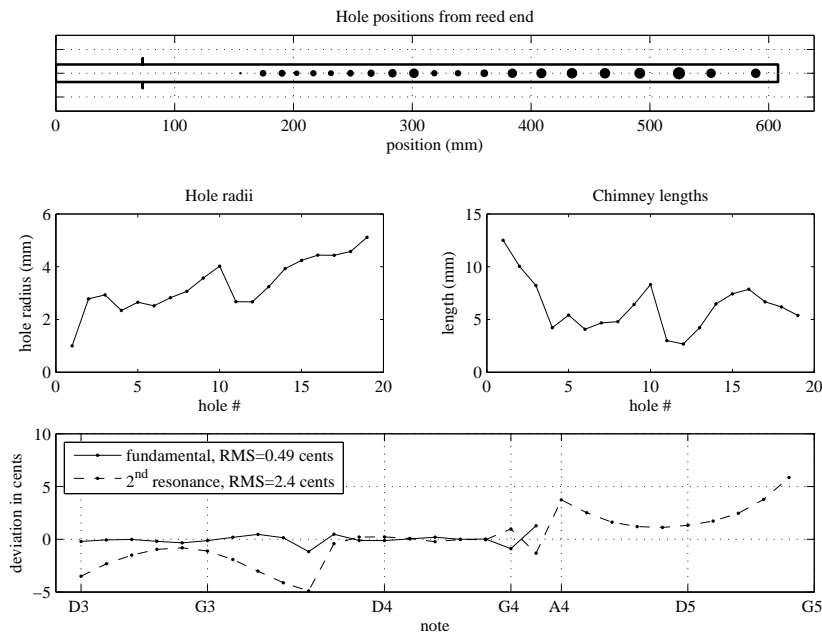 Hole positions from reed end
0 100 200 300 400 500 600
position (mm)
Hole radii
6
4
2
0
hole radius (mm)
0 5 10 15 20
hole #
Chimney lengths
15
10
5
0
length (mm)
0 5 10 15 20
hole #
10
5
0
−5
deviation in cents
fundamental, RMS=0.49 cents
2nd resonance, RMS=2.4 cents
D3 G3 D4 G4 A4 D5 G5
note